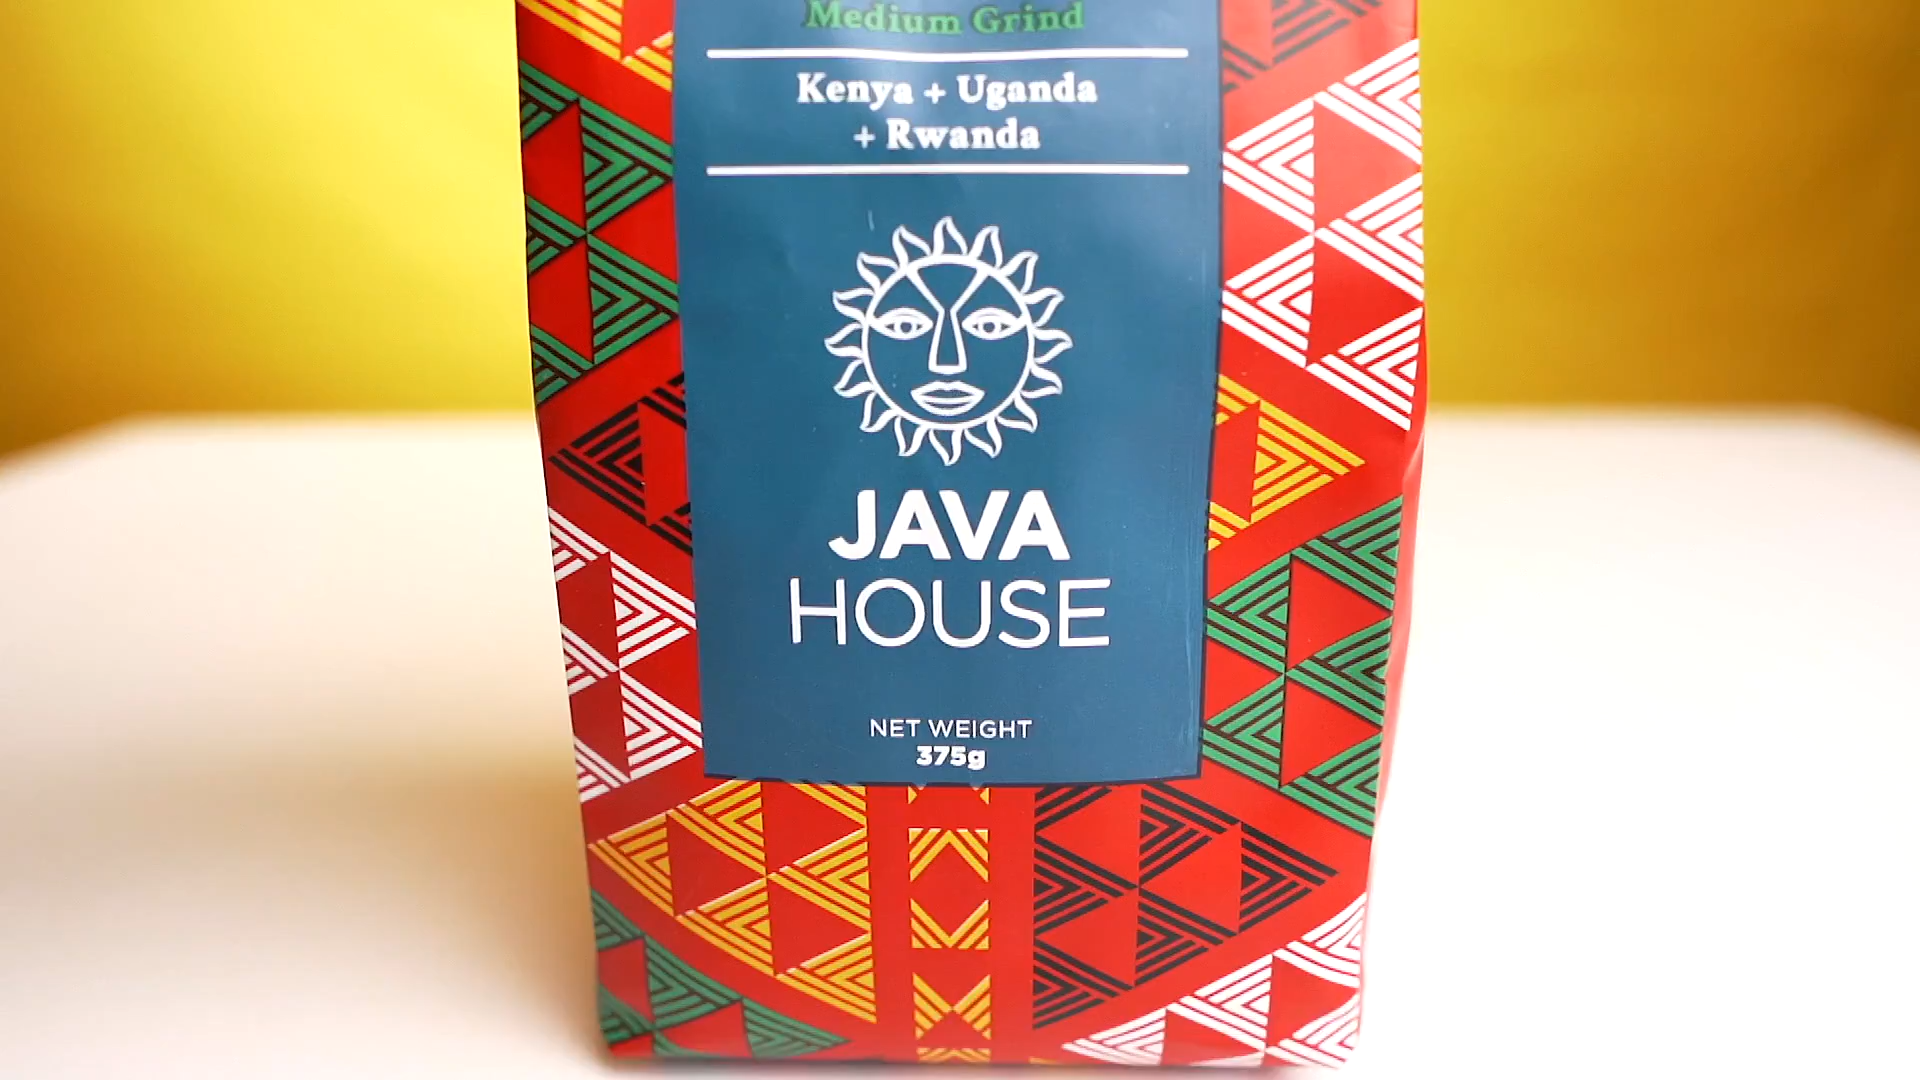 Medium Grind
Kenya + Uganda
+ Rwanda
JAVA
HOUSE
NET WEIGHT
375g